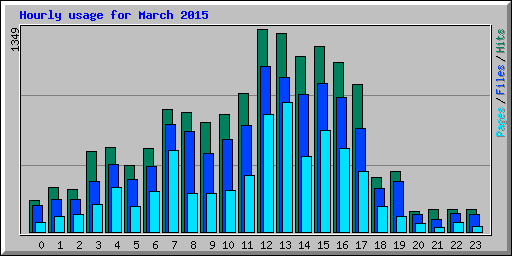 Hourly usage for March 2015
1349
Pages/Files/Hits
0 1 2 3 4 5 6 7 8 9 10 11 12 13 14 15 16 17 18 19 20 21 22 23